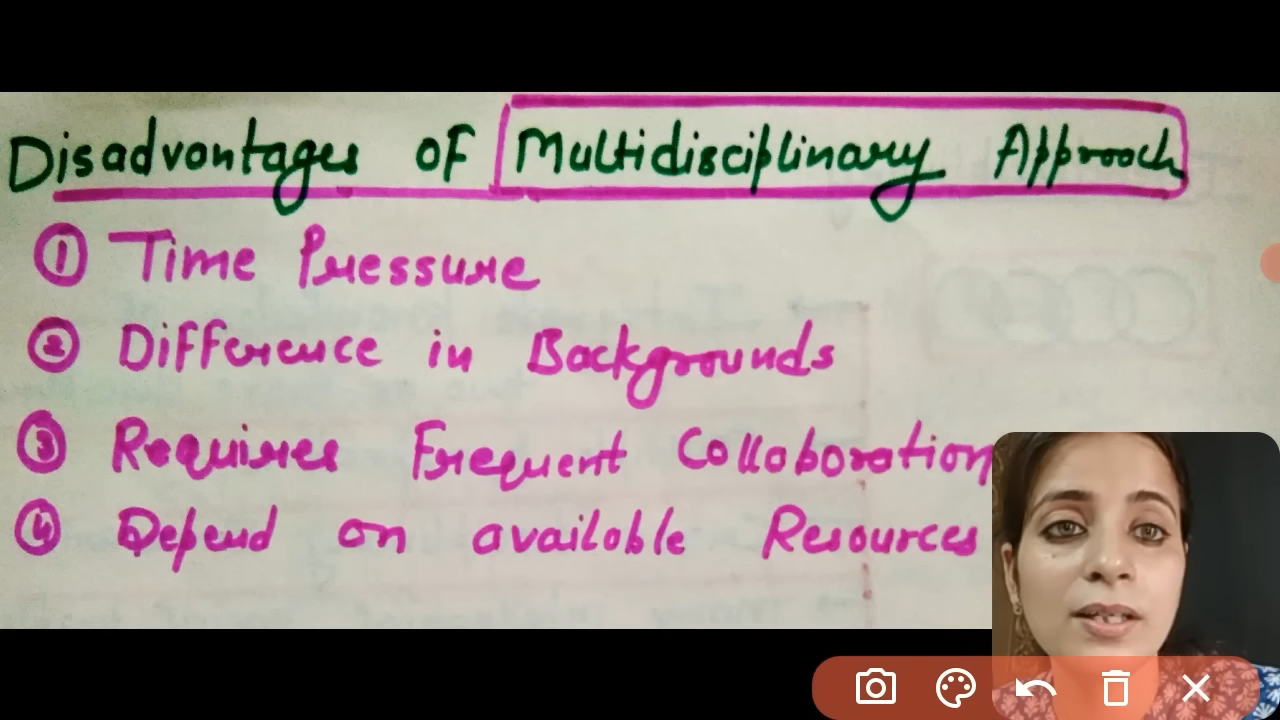 Disadvantages of Multidisciplinary Approach
① Time Pressure
② Difference in Backgrounds
③ Requires Frequent Collaboration
④ Depend on available Resources